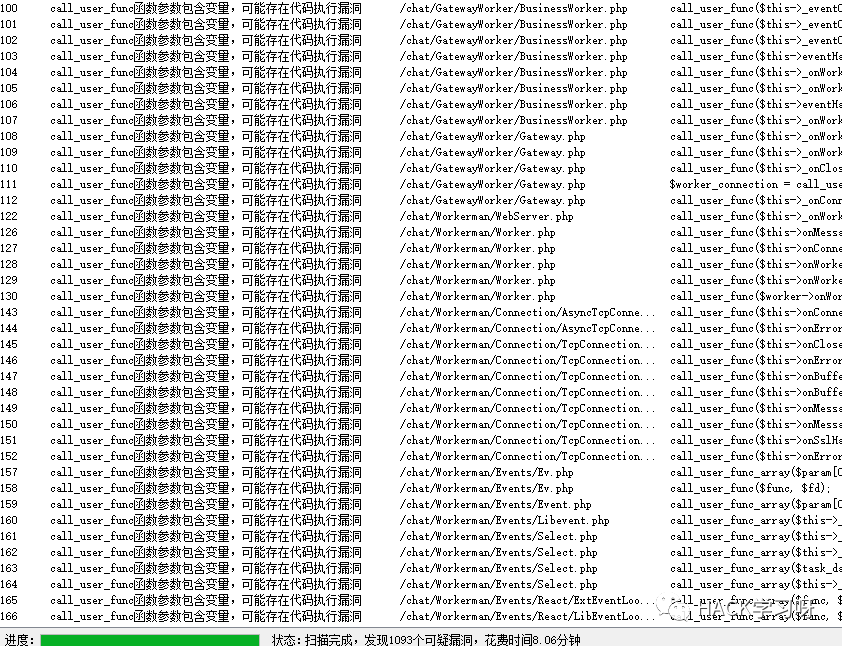 100 call_user_func函数参数包含变量，可能存在代码执行漏洞 /chat/GatewayWorker/BusinessWorker.php call_user_func($this->_eventO
101 call_user_func函数参数包含变量，可能存在代码执行漏洞 /chat/GatewayWorker/BusinessWorker.php call_user_func($this->_eventC
102 call_user_func函数参数包含变量，可能存在代码执行漏洞 /chat/GatewayWorker/BusinessWorker.php call_user_func($this->_eventC
103 call_user_func函数参数包含变量，可能存在代码执行漏洞 /chat/GatewayWorker/BusinessWorker.php call_user_func($this->eventHa
104 call_user_func函数参数包含变量，可能存在代码执行漏洞 /chat/GatewayWorker/BusinessWorker.php call_user_func($this->_onWork
105 call_user_func函数参数包含变量，可能存在代码执行漏洞 /chat/GatewayWorker/BusinessWorker.php call_user_func($this->_onWork
106 call_user_func函数参数包含变量，可能存在代码执行漏洞 /chat/GatewayWorker/BusinessWorker.php call_user_func($this->eventHa
107 call_user_func函数参数包含变量，可能存在代码执行漏洞 /chat/GatewayWorker/BusinessWorker.php call_user_func($this->_onWork
108 call_user_func函数参数包含变量，可能存在代码执行漏洞 /chat/GatewayWorker/Gateway.php call_user_func($this->_onWork
109 call_user_func函数参数包含变量，可能存在代码执行漏洞 /chat/GatewayWorker/Gateway.php call_user_func($this->_onConn
110 call_user_func函数参数包含变量，可能存在代码执行漏洞 /chat/GatewayWorker/Gateway.php call_user_func($this->_onClos
111 call_user_func函数参数包含变量，可能存在代码执行漏洞 /chat/GatewayWorker/Gateway.php $worker_connection = call_use
112 call_user_func函数参数包含变量，可能存在代码执行漏洞 /chat/GatewayWorker/Gateway.php call_user_func($this->_onConn
122 call_user_func函数参数包含变量，可能存在代码执行漏洞 /chat/Workerman/WebServer.php call_user_func($this->_onWork
126 call_user_func函数参数包含变量，可能存在代码执行漏洞 /chat/Workerman/Worker.php call_user_func($this->onMessa
127 call_user_func函数参数包含变量，可能存在代码执行漏洞 /chat/Workerman/Worker.php call_user_func($this->onConne
128 call_user_func函数参数包含变量，可能存在代码执行漏洞 /chat/Workerman/Worker.php call_user_func($this->onWorke
129 call_user_func函数参数包含变量，可能存在代码执行漏洞 /chat/Workerman/Worker.php call_user_func($this->onWorke
130 call_user_func函数参数包含变量，可能存在代码执行漏洞 /chat/Workerman/Worker.php call_user_func($worker->onWor
143 call_user_func函数参数包含变量，可能存在代码执行漏洞 /chat/Workerman/Connection/AsyncTcpConne... call_user_func($this->onConne
144 call_user_func函数参数包含变量，可能存在代码执行漏洞 /chat/Workerman/Connection/AsyncTcpConne... call_user_func($this->onError
145 call_user_func函数参数包含变量，可能存在代码执行漏洞 /chat/Workerman/Connection/TcpConnection... call_user_func($this->onClose
146 call_user_func函数参数包含变量，可能存在代码执行漏洞 /chat/Workerman/Connection/TcpConnection... call_user_func($this->onError
147 call_user_func函数参数包含变量，可能存在代码执行漏洞 /chat/Workerman/Connection/TcpConnection... call_user_func($this->onBuffe
148 call_user_func函数参数包含变量，可能存在代码执行漏洞 /chat/Workerman/Connection/TcpConnection... call_user_func($this->onBuffe
149 call_user_func函数参数包含变量，可能存在代码执行漏洞 /chat/Workerman/Connection/TcpConnection... call_user_func($this->onMessa
150 call_user_func函数参数包含变量，可能存在代码执行漏洞 /chat/Workerman/Connection/TcpConnection... call_user_func($this->onMessa
151 call_user_func函数参数包含变量，可能存在代码执行漏洞 /chat/Workerman/Connection/TcpConnection... call_user_func($this->onSslHa
152 call_user_func函数参数包含变量，可能存在代码执行漏洞 /chat/Workerman/Connection/TcpConnection... call_user_func($this->onError
157 call_user_func函数参数包含变量，可能存在代码执行漏洞 /chat/Workerman/Events/Ev.php call_user_func_array($param[0
158 call_user_func函数参数包含变量，可能存在代码执行漏洞 /chat/Workerman/Events/Ev.php call_user_func($func, $fd);
159 call_user_func函数参数包含变量，可能存在代码执行漏洞 /chat/Workerman/Events/Event.php call_user_func_array($param[0
160 call_user_func函数参数包含变量，可能存在代码执行漏洞 /chat/Workerman/Events/Libevent.php call_user_func_array($this->_
161 call_user_func函数参数包含变量，可能存在代码执行漏洞 /chat/Workerman/Events/Select.php call_user_func_array($this->_
162 call_user_func函数参数包含变量，可能存在代码执行漏洞 /chat/Workerman/Events/Select.php call_user_func_array($this->_
163 call_user_func函数参数包含变量，可能存在代码执行漏洞 /chat/Workerman/Events/Select.php call_user_func_array($task_da
164 call_user_func函数参数包含变量，可能存在代码执行漏洞 /chat/Workerman/Events/Select.php call_user_func_array($this->_
165 call_user_func函数参数包含变量，可能存在代码执行漏洞 /chat/Workerman/Events/React/ExtEventLoo... call_user_func_array($func, $
166 call_user_func函数参数包含变量，可能存在代码执行漏洞 /chat/Workerman/Events/React/LibEventLoo... call_user_func_array($func, $
HACK学习呀
进度： 状态：扫描完成，发现1093个可疑漏洞，花费时间8.06分钟